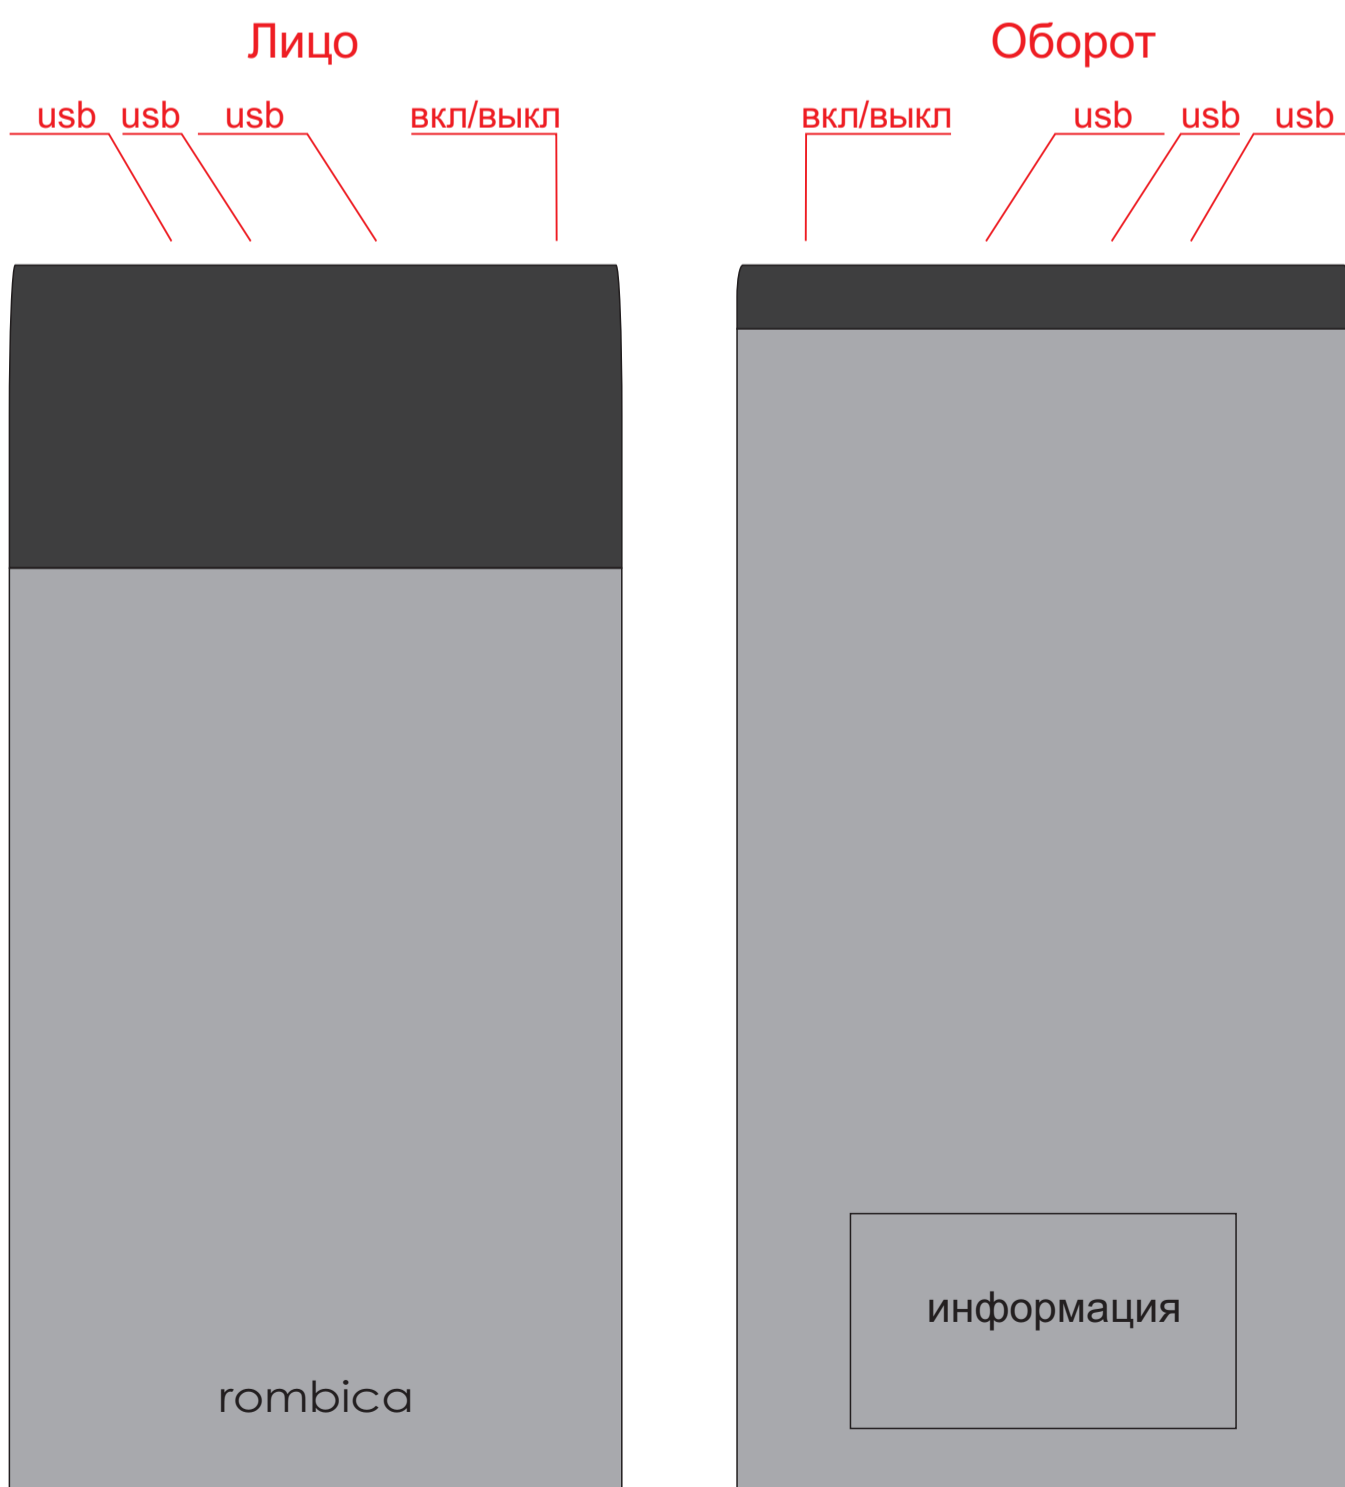 Лицо
Оборот
usb usb usb вкл/выкл
вкл/выкл usb usb usb
информация
rombica